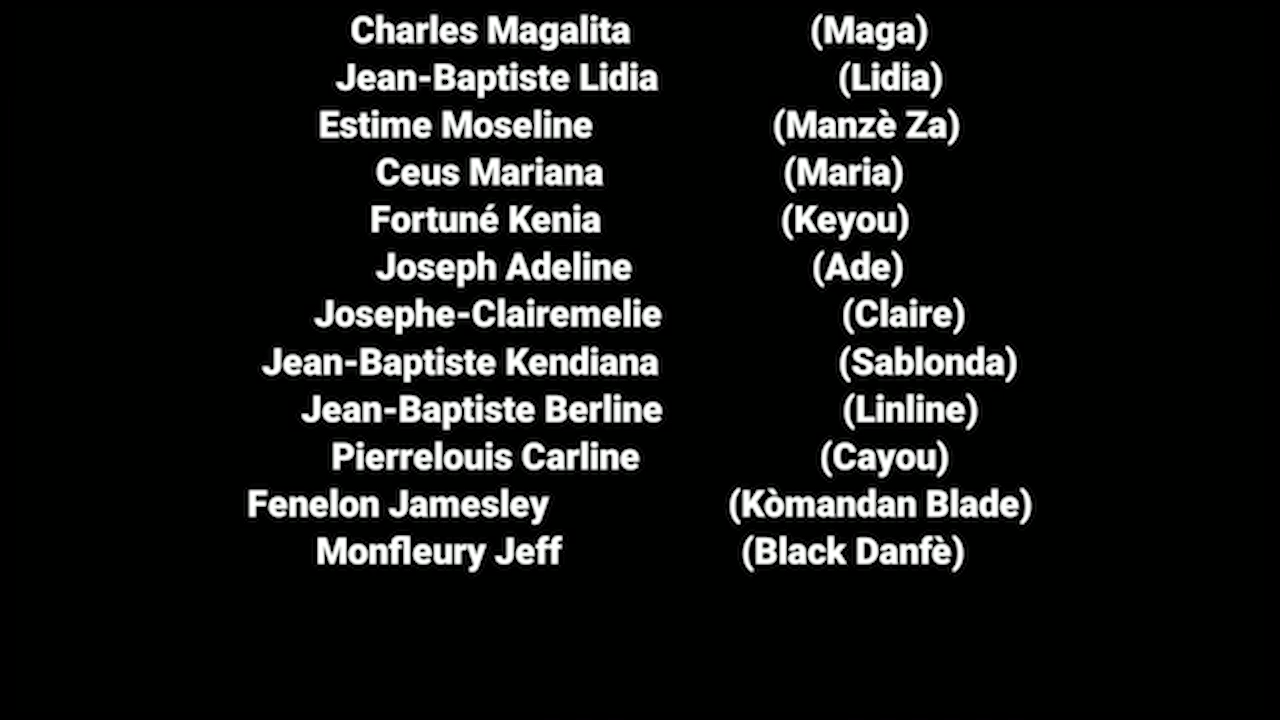 Charles Magalita (Maga)
Jean-Baptiste Lidia (Lidia)
Estime Moseline (Manzè Za)
Ceus Mariana (Maria)
Fortuné Kenia (Keyou)
Joseph Adeline (Ade)
Josephe-Clairemelie (Claire)
Jean-Baptiste Kendiana (Sablonda)
Jean-Baptiste Berline (Linline)
Pierrelouis Carline (Cayou)
Fenelon Jamesley (Kòmandan Blade)
Monfleury Jeff (Black Danfè)